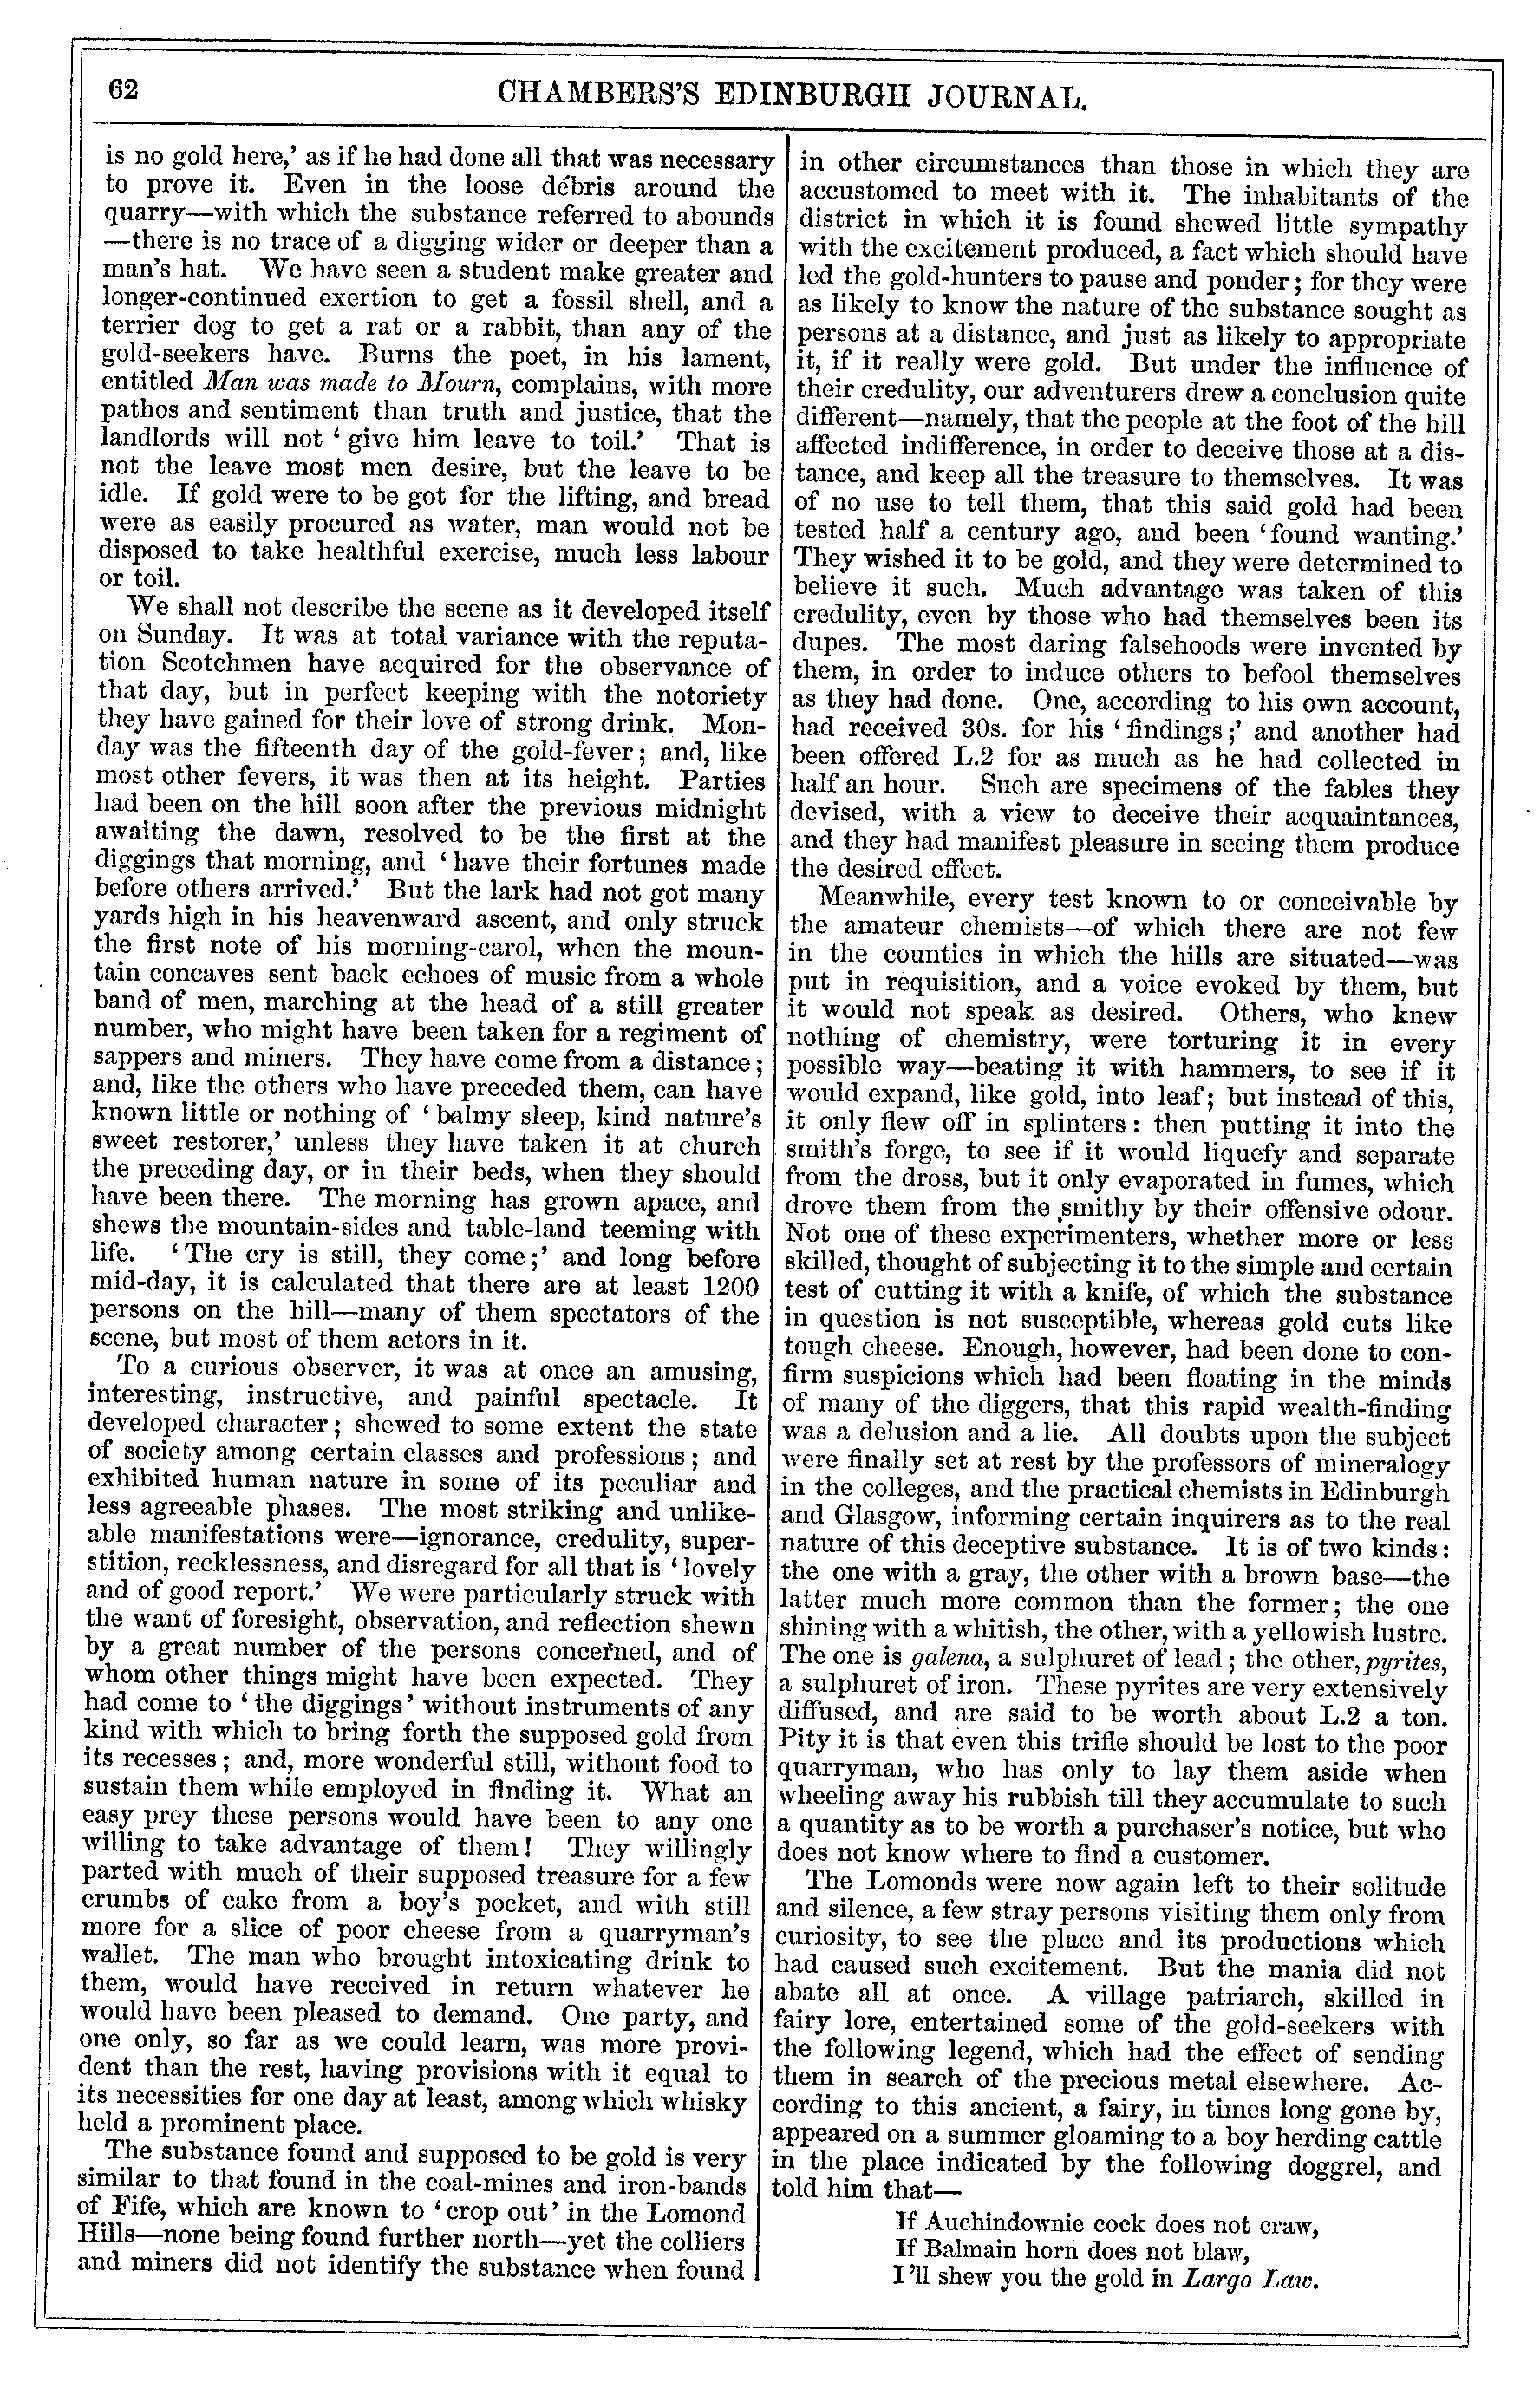 62
CHAMBERS'S EDINBURGH JOURNAL.
is no gold here,' as if he had done all that was necessary
to prove it. Even in the loose débris around the
quarry—with which the substance referred to abounds
—there is no trace of a digging wider or deeper than a
man's hat. We have seen a student make greater and
longer-continued exertion to get a fossil shell, and a
terrier dog to get a rat or a rabbit, than any of the
gold-seekers have. Burns the poet, in his lament,
entitled Man was made to Mourn, complains, with more
pathos and sentiment than truth and justice, that the
landlords will not ' give him leave to toil.' That is
not the leave most men desire, but the leave to be
idle. If gold were to be got for the lifting, and bread
were as easily procured as water, man would not be
disposed to take healthful exercise, much less labour
or toil.
We shall not describe the scene as it developed itself
on Sunday. It was at total variance with the reputa-
tion Scotchmen have acquired for the observance of
that day, but in perfect keeping with the notoriety
they have gained for their love of strong drink. Mon-
day was the fifteenth day of the gold-fever; and, like
most other fevers, it was then at its height. Parties
had been on the hill soon after the previous midnight
awaiting the dawn, resolved to be the first at the
diggings that morning, and ' have their fortunes made
before others arrived.' But the lark had not got many
yards high in his heavenward ascent, and only struck
the first note of his morning-carol, when the moun-
tain concaves sent back echoes of music from a whole
band of men, marching at the head of a still greater
number, who might have been taken for a regiment of
sappers and miners. They have come from a distance;
and, like the others who have preceded them, can have
known little or nothing of ' balmy sleep, kind nature's
sweet restorer,' unless they have taken it at church
the preceding day, or in their beds, when they should
have been there. The morning has grown apace, and
shews the mountain-sides and table-land teeming with
life. ' The cry is still, they come;' and long before
mid-day, it is calculated that there are at least 1200
persons on the hill—many of them spectators of the
scene, but most of them actors in it.
To a curious observer, it was at once an amusing,
interesting, instructive, and painful spectacle. It
developed character; shewed to some extent the state
of society among certain classes and professions; and
exhibited human nature in some of its peculiar and
less agreeable phases. The most striking and unlike-
able manifestations were—ignorance, credulity, super-
stition, recklessness, and disregard for all that is ' lovely
and of good report.' We were particularly struck with
the want of foresight, observation, and reflection shewn
by a great number of the persons concerned, and of
whom other things might have been expected. They
had come to ' the diggings' without instruments of any
kind with which to bring forth the supposed gold from
its recesses; and, more wonderful still, without food to
sustain them while employed in finding it. What an
easy prey these persons would have been to any one
willing to take advantage of them! They willingly
parted with much of their supposed treasure for a few
crumbs of cake from a boy's pocket, and with still
more for a slice of poor cheese from a quarryman's
wallet. The man who brought intoxicating drink to
them, would have received in return whatever he
would have been pleased to demand. One party, and
one only, so far as we could learn, was more provi-
dent than the rest, having provisions with it equal to
its necessities for one day at least, among which whisky
held a prominent place.
The substance found and supposed to be gold is very
similar to that found in the coal-mines and iron-bands
of Fife, which are known to 'crop out' in the Lomond
Hills—none being found further north—yet the colliers
and miners did not identify the substance when found
in other circumstances than those in which they are
accustomed to meet with it. The inhabitants of the
district in which it is found shewed little sympathy
with the excitement produced, a fact which should have
led the gold-hunters to pause and ponder; for they were
as likely to know the nature of the substance sought as
persons at a distance, and just as likely to appropriate
it, if it really were gold. But under the influence of
their credulity, our adventurers drew a conclusion quite
different—namely, that the people at the foot of the hill
affected indifference, in order to deceive those at a dis-
tance, and keep all the treasure to themselves. It was
of no use to tell them, that this said gold had been
tested half a century ago, and been 'found wanting.'
They wished it to be gold, and they were determined to
believe it such. Much advantage was taken of this
credulity, even by those who had themselves been its
dupes. The most daring falsehoods were invented by
them, in order to induce others to befool themselves
as they had done. One, according to his own account,
had received 30s. for his ' findings;' and another had
been offered L.2 for as much as he had collected in
half an hour. Such are specimens of the fables they
devised, with a view to deceive their acquaintances,
and they had manifest pleasure in seeing them produce
the desired effect.
Meanwhile, every test known to or conceivable by
the amateur chemists—of which there are not few
in the counties in which the hills are situated—was
put in requisition, and a voice evoked by them, but
it would not speak as desired. Others, who knew
nothing of chemistry, were torturing it in every
possible way—beating it with hammers, to see if it
would expand, like gold, into leaf; but instead of this,
it only flew off in splinters: then putting it into the
smith's forge, to see if it would liquefy and separate
from the dross, but it only evaporated in fumes, which
drove them from the smithy by their offensive odour.
Not one of these experimenters, whether more or less
skilled, thought of subjecting it to the simple and certain
test of cutting it with a knife, of which the substance
in question is not susceptible, whereas gold cuts like
tough cheese. Enough, however, had been done to con-
firm suspicions which had been floating in the minds
of many of the diggers, that this rapid wealth-finding
was a delusion and a lie. All doubts upon the subject
were finally set at rest by the professors of mineralogy
in the colleges, and the practical chemists in Edinburgh
and Glasgow, informing certain inquirers as to the real
nature of this deceptive substance. It is of two kinds:
the one with a gray, the other with a brown base—the
latter much more common than the former; the one
shining with a whitish, the other, with a yellowish lustre.
The one is galena, a sulphuret of lead; the other, pyrites,
a sulphuret of iron. These pyrites are very extensively
diffused, and are said to be worth about L.2 a ton.
Pity it is that even this trifle should be lost to the poor
quarryman, who has only to lay them aside when
wheeling away his rubbish till they accumulate to such
a quantity as to be worth a purchaser's notice, but who
does not know where to find a customer.
The Lomonds were now again left to their solitude
and silence, a few stray persons visiting them only from
curiosity, to see the place and its productions which
had caused such excitement. But the mania did not
abate all at once. A village patriarch, skilled in
fairy lore, entertained some of the gold-seekers with
the following legend, which had the effect of sending
them in search of the precious metal elsewhere. Ac-
cording to this ancient, a fairy, in times long gone by,
appeared on a summer gloaming to a boy herding cattle
in the place indicated by the following doggrel, and
told him that—
If Auchindownie cock does not craw,
If Balmain horn does not blaw,
I'll shew you the gold in Largo Law.